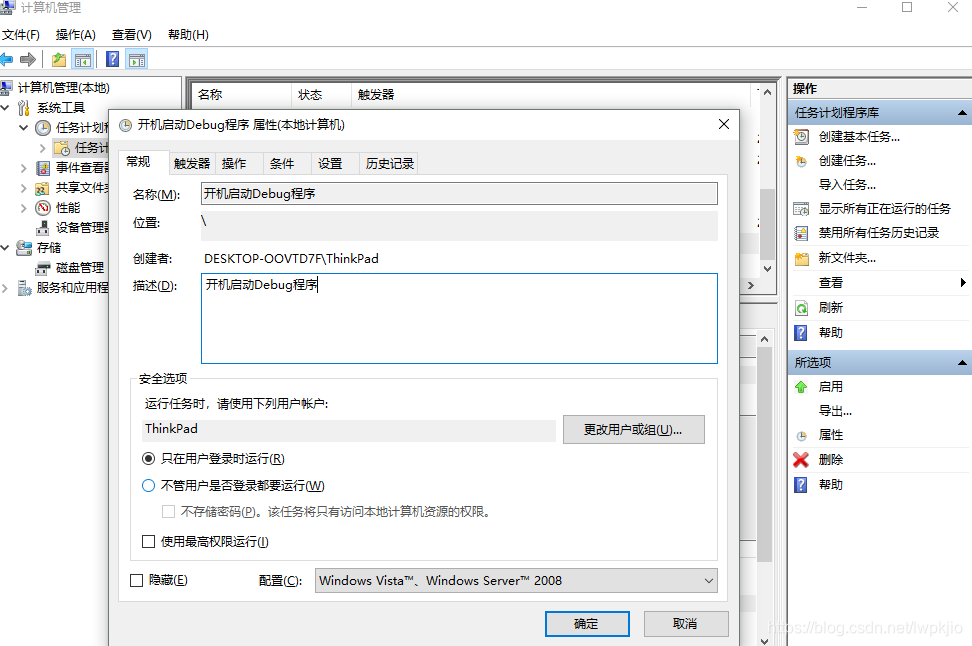 计算机管理
文件(F) 操作(A) 查看(V) 帮助(H)
计算机管理(本地)
系统工具
任务计划
任务计
事件查看器
共享文件夹
性能
设备管理器
存储
磁盘管理
服务和应用程
名称 状态 触发器
开机启动Debug程序 属性(本地计算机)
常规 触发器 操作 条件 设置 历史记录
名称(M): 开机启动Debug程序
位置: \
创建者: DESKTOP-OOVTD7F\ThinkPad
描述(D): 开机启动Debug程序
安全选项
运行任务时，请使用下列用户帐户:
ThinkPad
更改用户或组(U)...
只在用户登录时运行(R)
不管用户是否登录都要运行(W)
不存储密码(P)。该任务将只有访问本地计算机资源的权限。
使用最高权限运行(I)
隐藏(E) 配置(C): Windows Vista™、Windows Server™ 2008
确定 取消
操作
任务计划程序库
创建基本任务...
创建任务...
导入任务...
显示所有正在运行的任务
禁用所有任务历史记录
新文件夹...
查看
刷新
帮助
所选项
启用
导出...
属性
删除
帮助
https://blog.csdn.net/lwpkjio